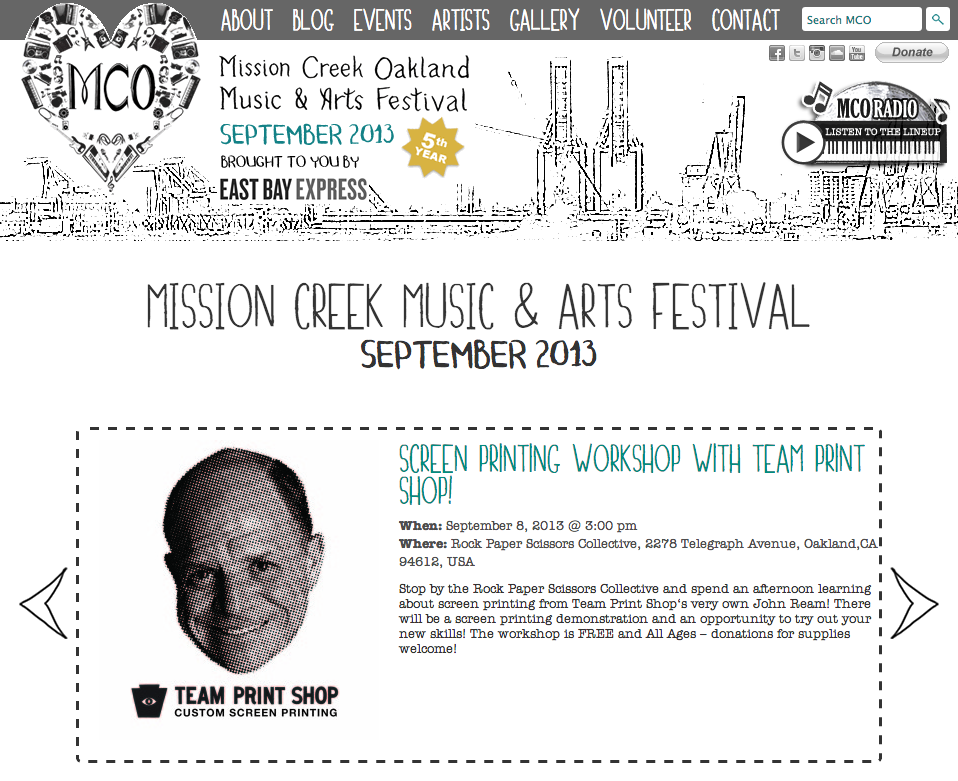 ABOUT BLOG EVENTS ARTISTS GALLERY VOLUNTEER CONTACT Search MCO
MCO
Mission Creek Oakland
Music & Arts Festival
SEPTEMBER 2013
5th
YEAR
BROUGHT TO YOU BY
EAST BAY EXPRESS
You
Tube
Donate
MCO RADIO
LISTEN TO THE LINEUP
MISSION CREEK MUSIC & ARTS FESTIVAL
SEPTEMBER 2013
SCREEN PRINTING WORKSHOP WITH TEAM PRINT
SHOP!
When: September 8, 2013 @ 3:00 pm
Where: Rock Paper Scissors Collective, 2278 Telegraph Avenue, Oakland,CA
94612, USA
Stop by the Rock Paper Scissors Collective and spend an afternoon learning
about screen printing from Team Print Shop's very own John Ream! There
will be a screen printing demonstration and an opportunity to try out your
new skills! The workshop is FREE and All Ages – donations for supplies
welcome!
TEAM PRINT SHOP
CUSTOM SCREEN PRINTING